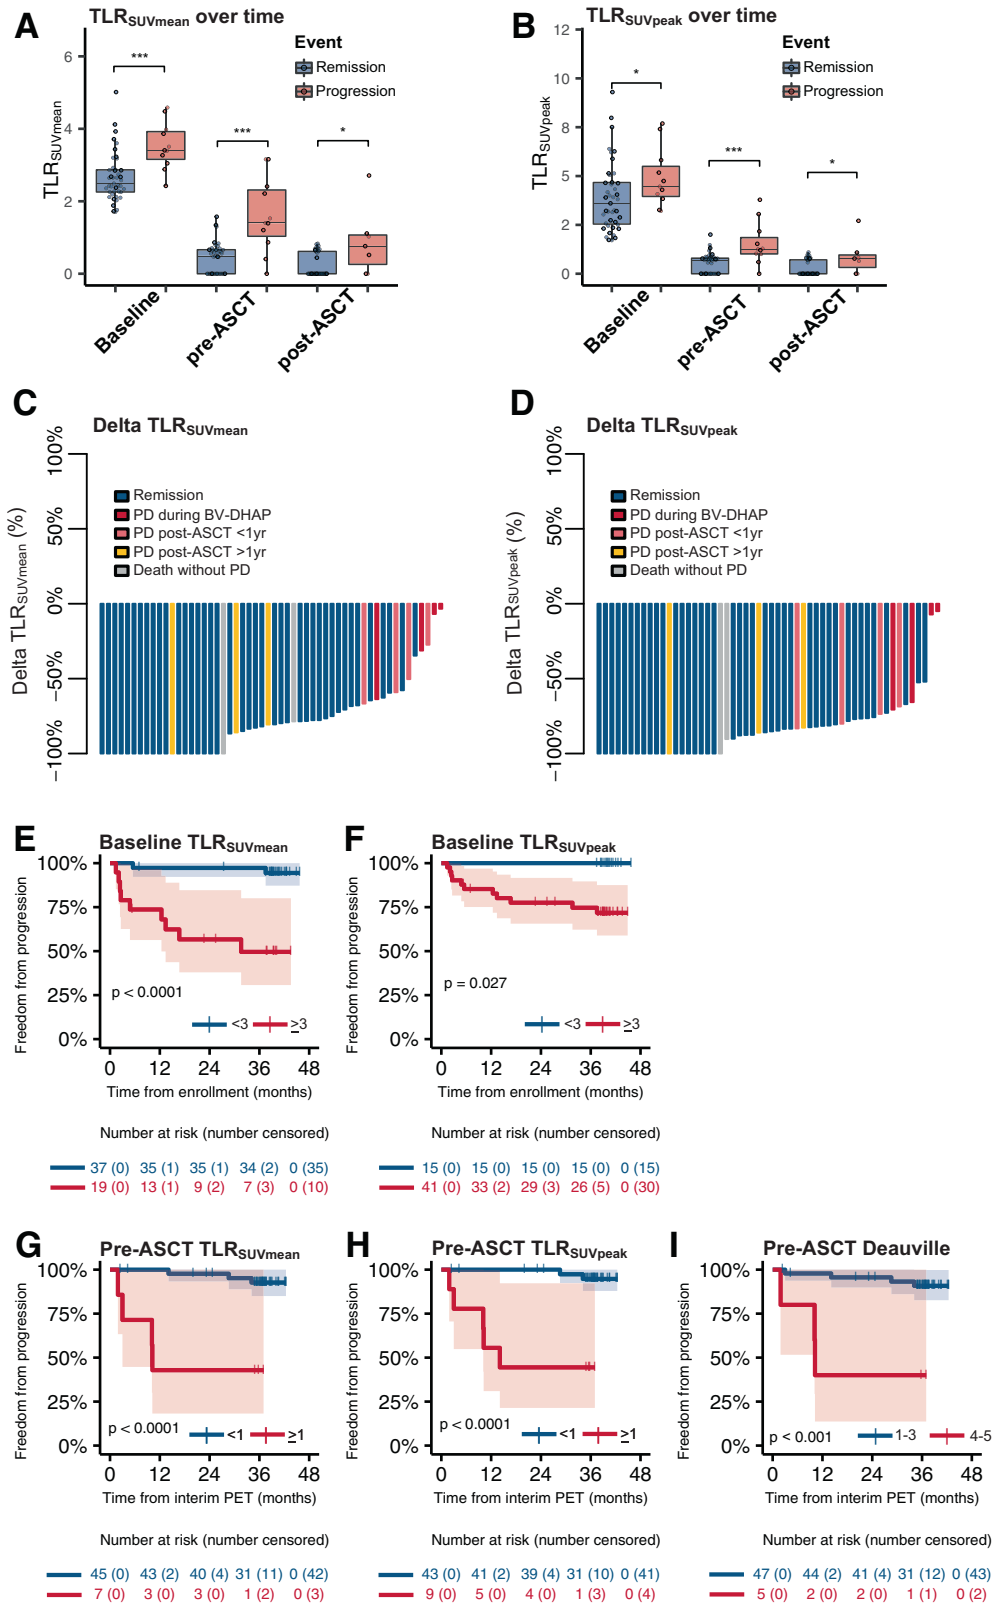 A
TLRSUVmean over time
Event
Remission
Progression
TLRSUVmean
6
4
2
0
***
***
*
Baseline
pre-ASCT
post-ASCT
B
TLRSUVpeak over time
Event
Remission
Progression
TLRSUVpeak
12
10
8
5
2
0
*
***
*
Baseline
pre-ASCT
post-ASCT
C
Delta TLRSUVmean
Delta TLRSUVmean (%)
100%
50%
0%
−50%
−100%
Remission
PD during BV-DHAP
PD post-ASCT <1yr
PD post-ASCT >1yr
Death without PD
D
Delta TLRSUVpeak
Delta TLRSUVpeak (%)
100%
50%
0%
−50%
−100%
Remission
PD during BV-DHAP
PD post-ASCT <1yr
PD post-ASCT >1yr
Death without PD
E
Baseline TLRSUVmean
Freedom from progression
100%
75%
50%
25%
0%
p < 0.0001
<3 ≥3
0 12 24 36 48
Time from enrollment (months)
Number at risk (number censored)
37 (0) 35 (1) 35 (1) 34 (2) 0 (35)
19 (0) 13 (1) 9 (2) 7 (3) 0 (10)
F
Baseline TLRSUVpeak
Freedom from progression
100%
75%
50%
25%
0%
p = 0.027
<3 ≥3
0 12 24 36 48
Time from enrollment (months)
Number at risk (number censored)
15 (0) 15 (0) 15 (0) 15 (0) 0 (15)
41 (0) 33 (2) 29 (3) 26 (5) 0 (30)
G
Pre-ASCT TLRSUVmean
Freedom from progression
100%
75%
50%
25%
0%
p < 0.0001
<1 ≥1
0 12 24 36 48
Time from interim PET (months)
Number at risk (number censored)
45 (0) 43 (2) 40 (4) 31 (11) 0 (42)
7 (0) 3 (0) 3 (0) 1 (2) 0 (3)
H
Pre-ASCT TLRSUVpeak
Freedom from progression
100%
75%
50%
25%
0%
p < 0.0001
<1 ≥1
0 12 24 36 48
Time from interim PET (months)
Number at risk (number censored)
43 (0) 41 (2) 39 (4) 31 (10) 0 (41)
9 (0) 5 (0) 4 (0) 1 (3) 0 (4)
I
Pre-ASCT Deauville
Freedom from progression
100%
75%
50%
25%
0%
p < 0.001
1-3 4-5
0 12 24 36 48
Time from interim PET (months)
Number at risk (number censored)
47 (0) 44 (2) 41 (4) 31 (12) 0 (43)
5 (0) 2 (0) 2 (0) 1 (1) 0 (2)